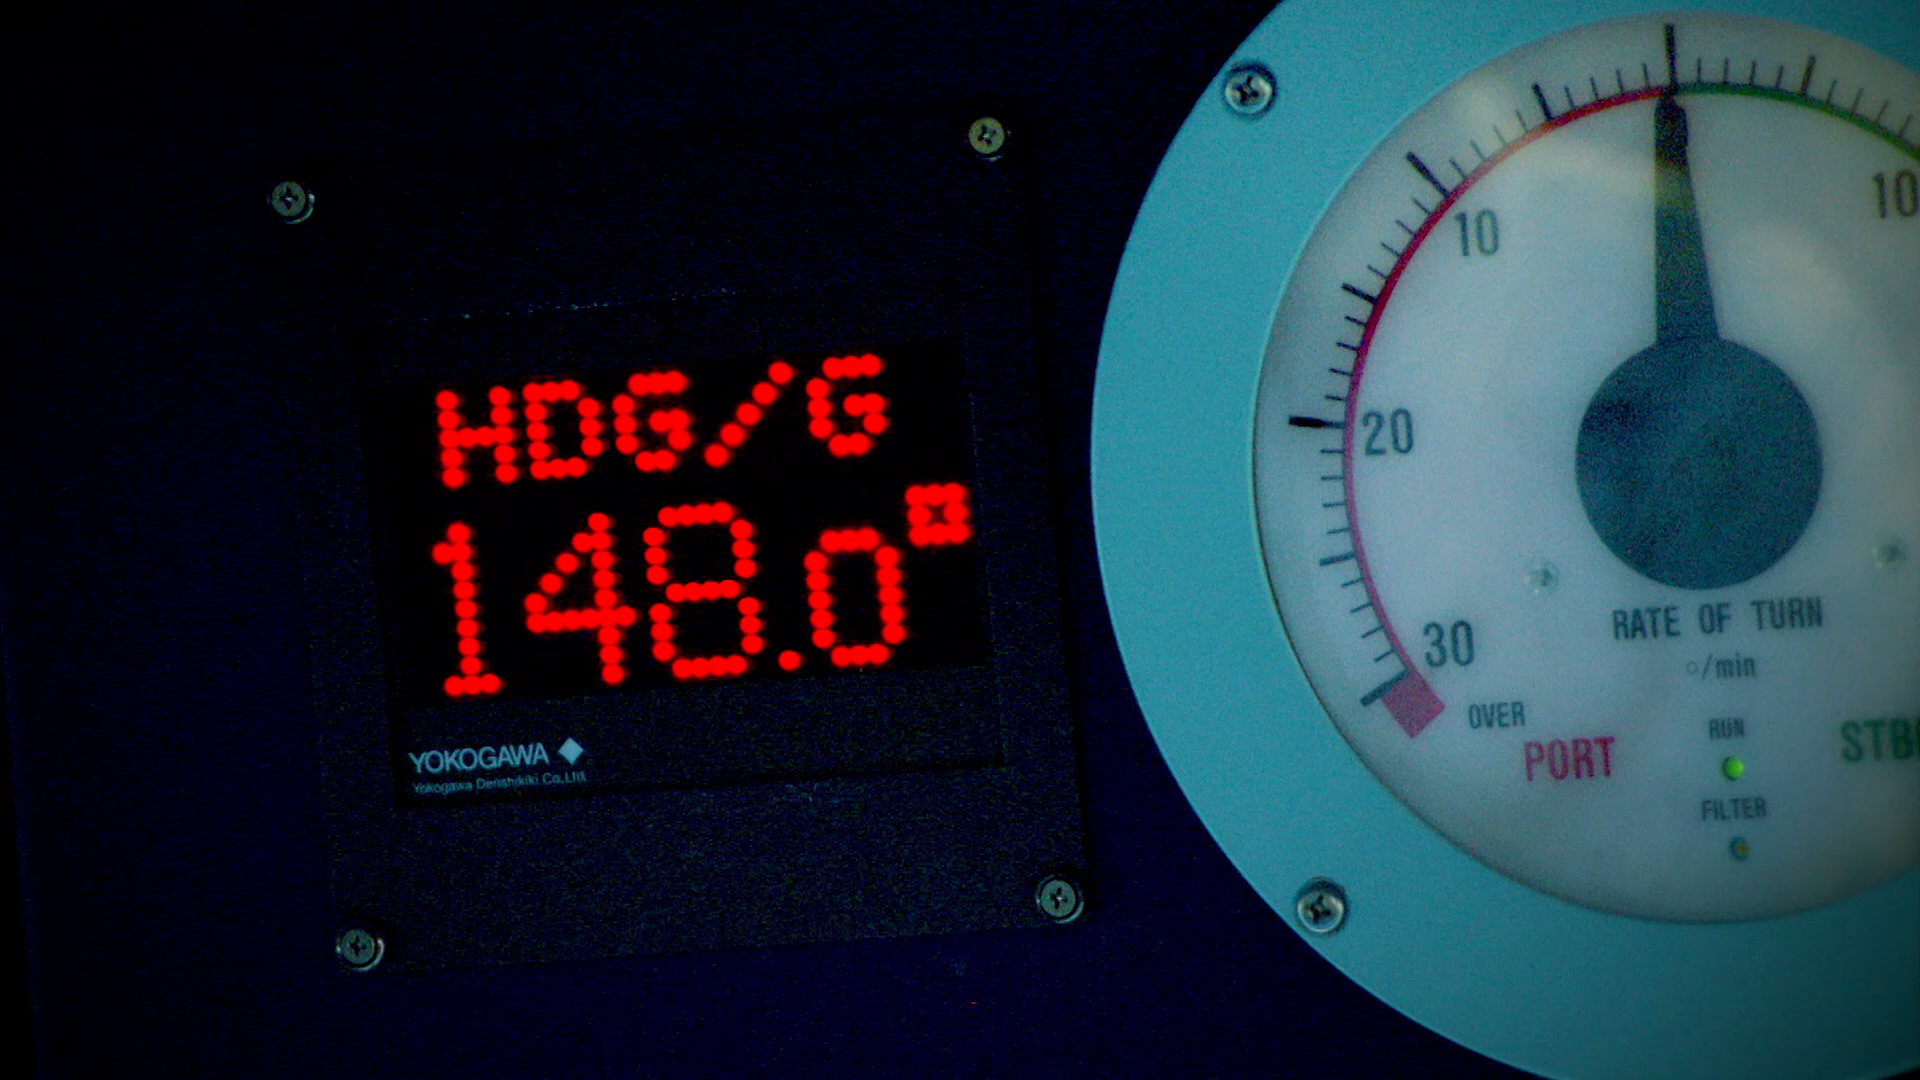 HDG/G
148.0°
YOKOGAWA
Yokogawa Denshikiki Co.,Ltd.
10
10
20
30
RATE OF TURN
°/min
OVER
RUN
PORT
STB
FILTER